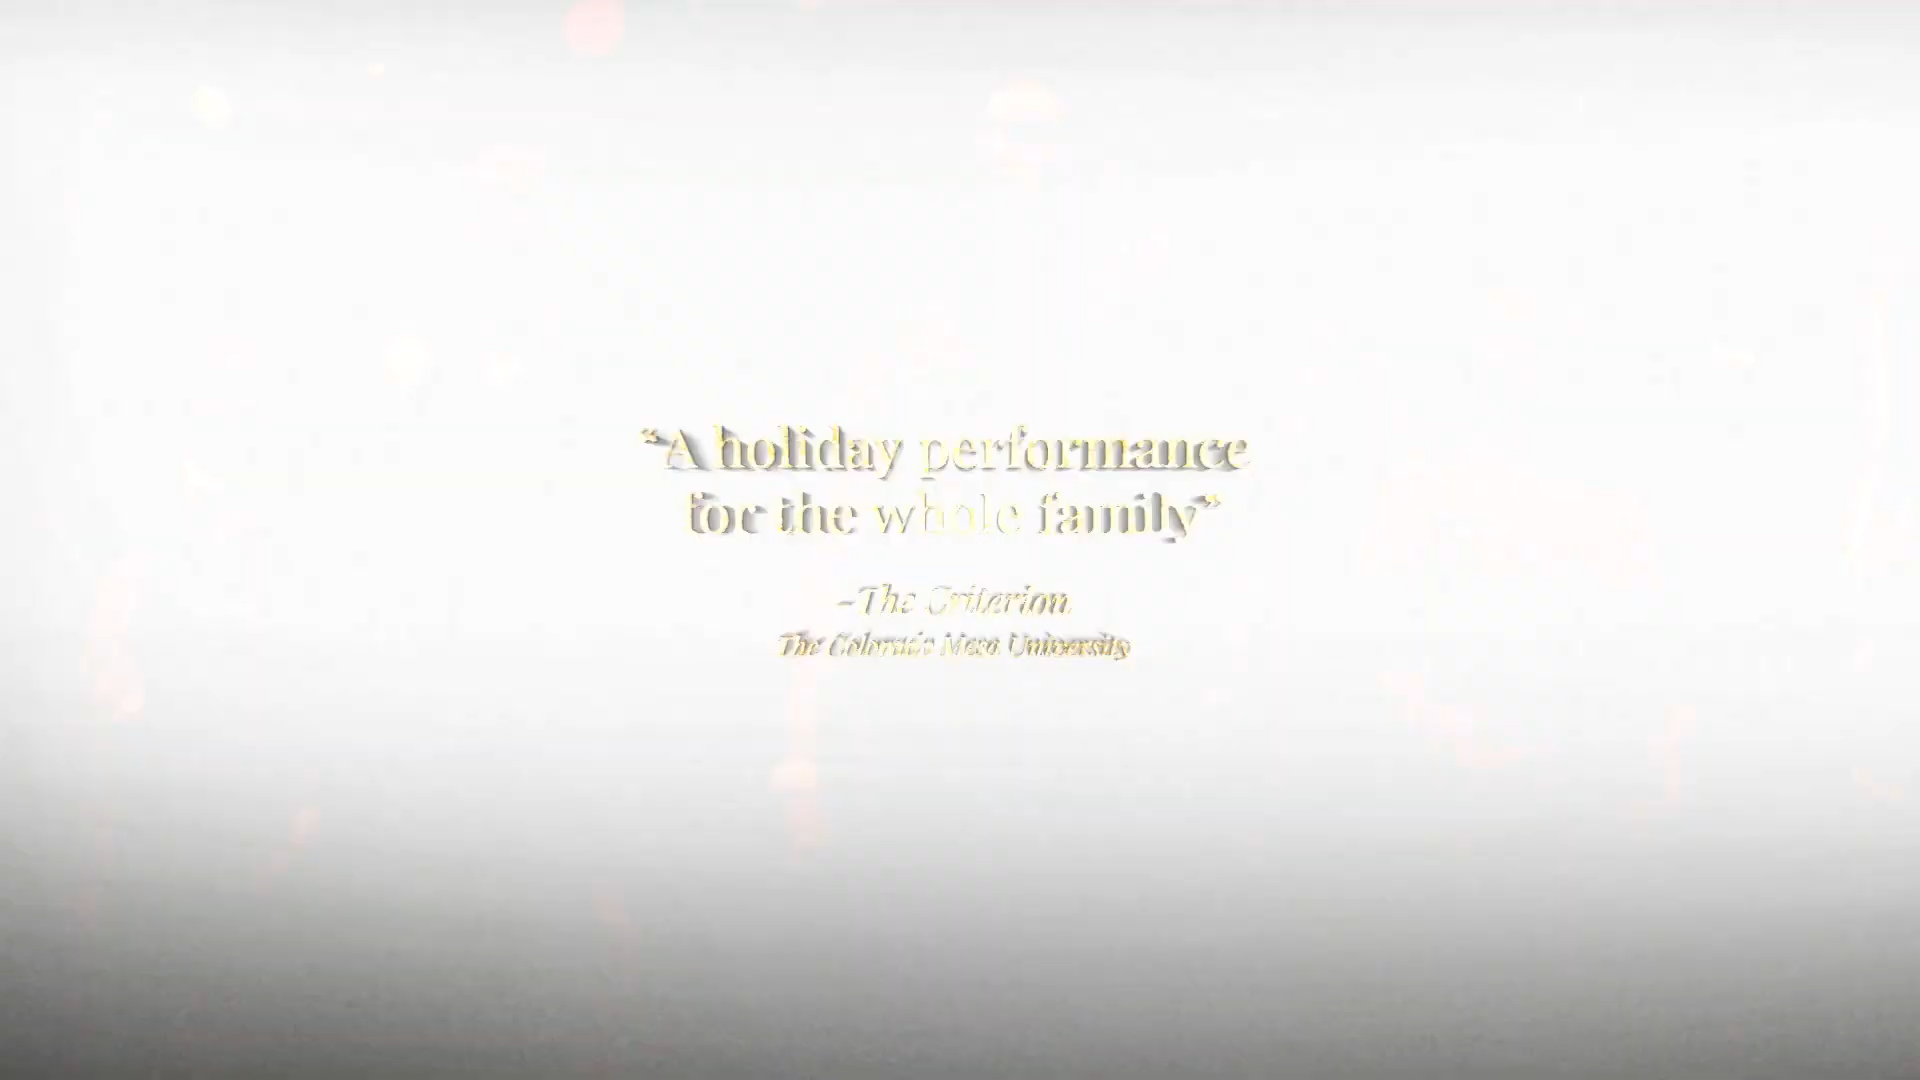 “A holiday performance
for the whole family”
–The Criterion
The Colorado Mesa University